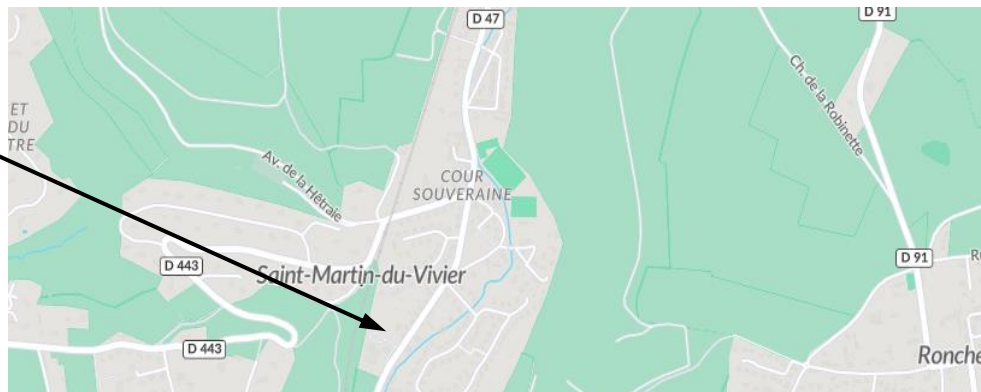 D 47
D 91
Ch. de la Robinette
ET
DU
TRE
Av. de la Hêtraie
COUR
SOUVERAINE
D 443
Saint-Martin-du-Vivier
D 91
D 443
Ronche